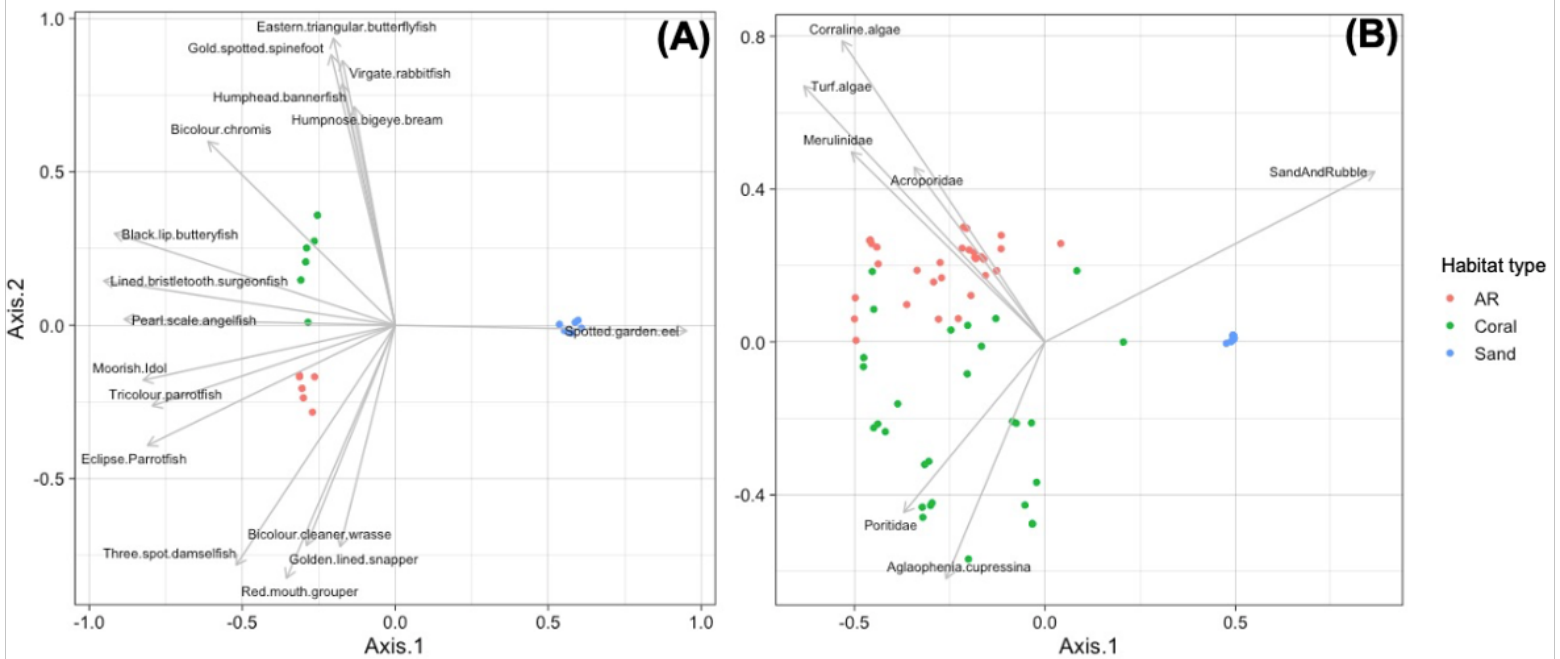 (A)
1.0
0.5
0.0
-0.5
Axis.2
Eastern.triangular.butterflyfish
Gold.spotted.spinefoot
Virgate.rabbitfish
Humphead.bannerfish
Humpnose.bigeye.bream
Bicolour.chromis
Black.lip.butteryfish
Lined.bristletooth.surgeonfish
Pearl.scale.angelfish
Spotted.garden.eel
Moorish.Idol
Tricolour.parrotfish
Eclipse.Parrotfish
Bicolour.cleaner.wrasse
Three.spot.damselfish
Golden.lined.snapper
Red.mouth.grouper
-1.0
-0.5
0.0
0.5
1.0
Axis.1
(B)
0.8
0.4
0.0
-0.4
Corraline.algae
Turf.algae
Merulinidae
Acroporidae
SandAndRubble
Poritidae
Aglaophenia.cupressina
-0.5
0.0
0.5
Axis.1
Habitat type
AR
Coral
Sand